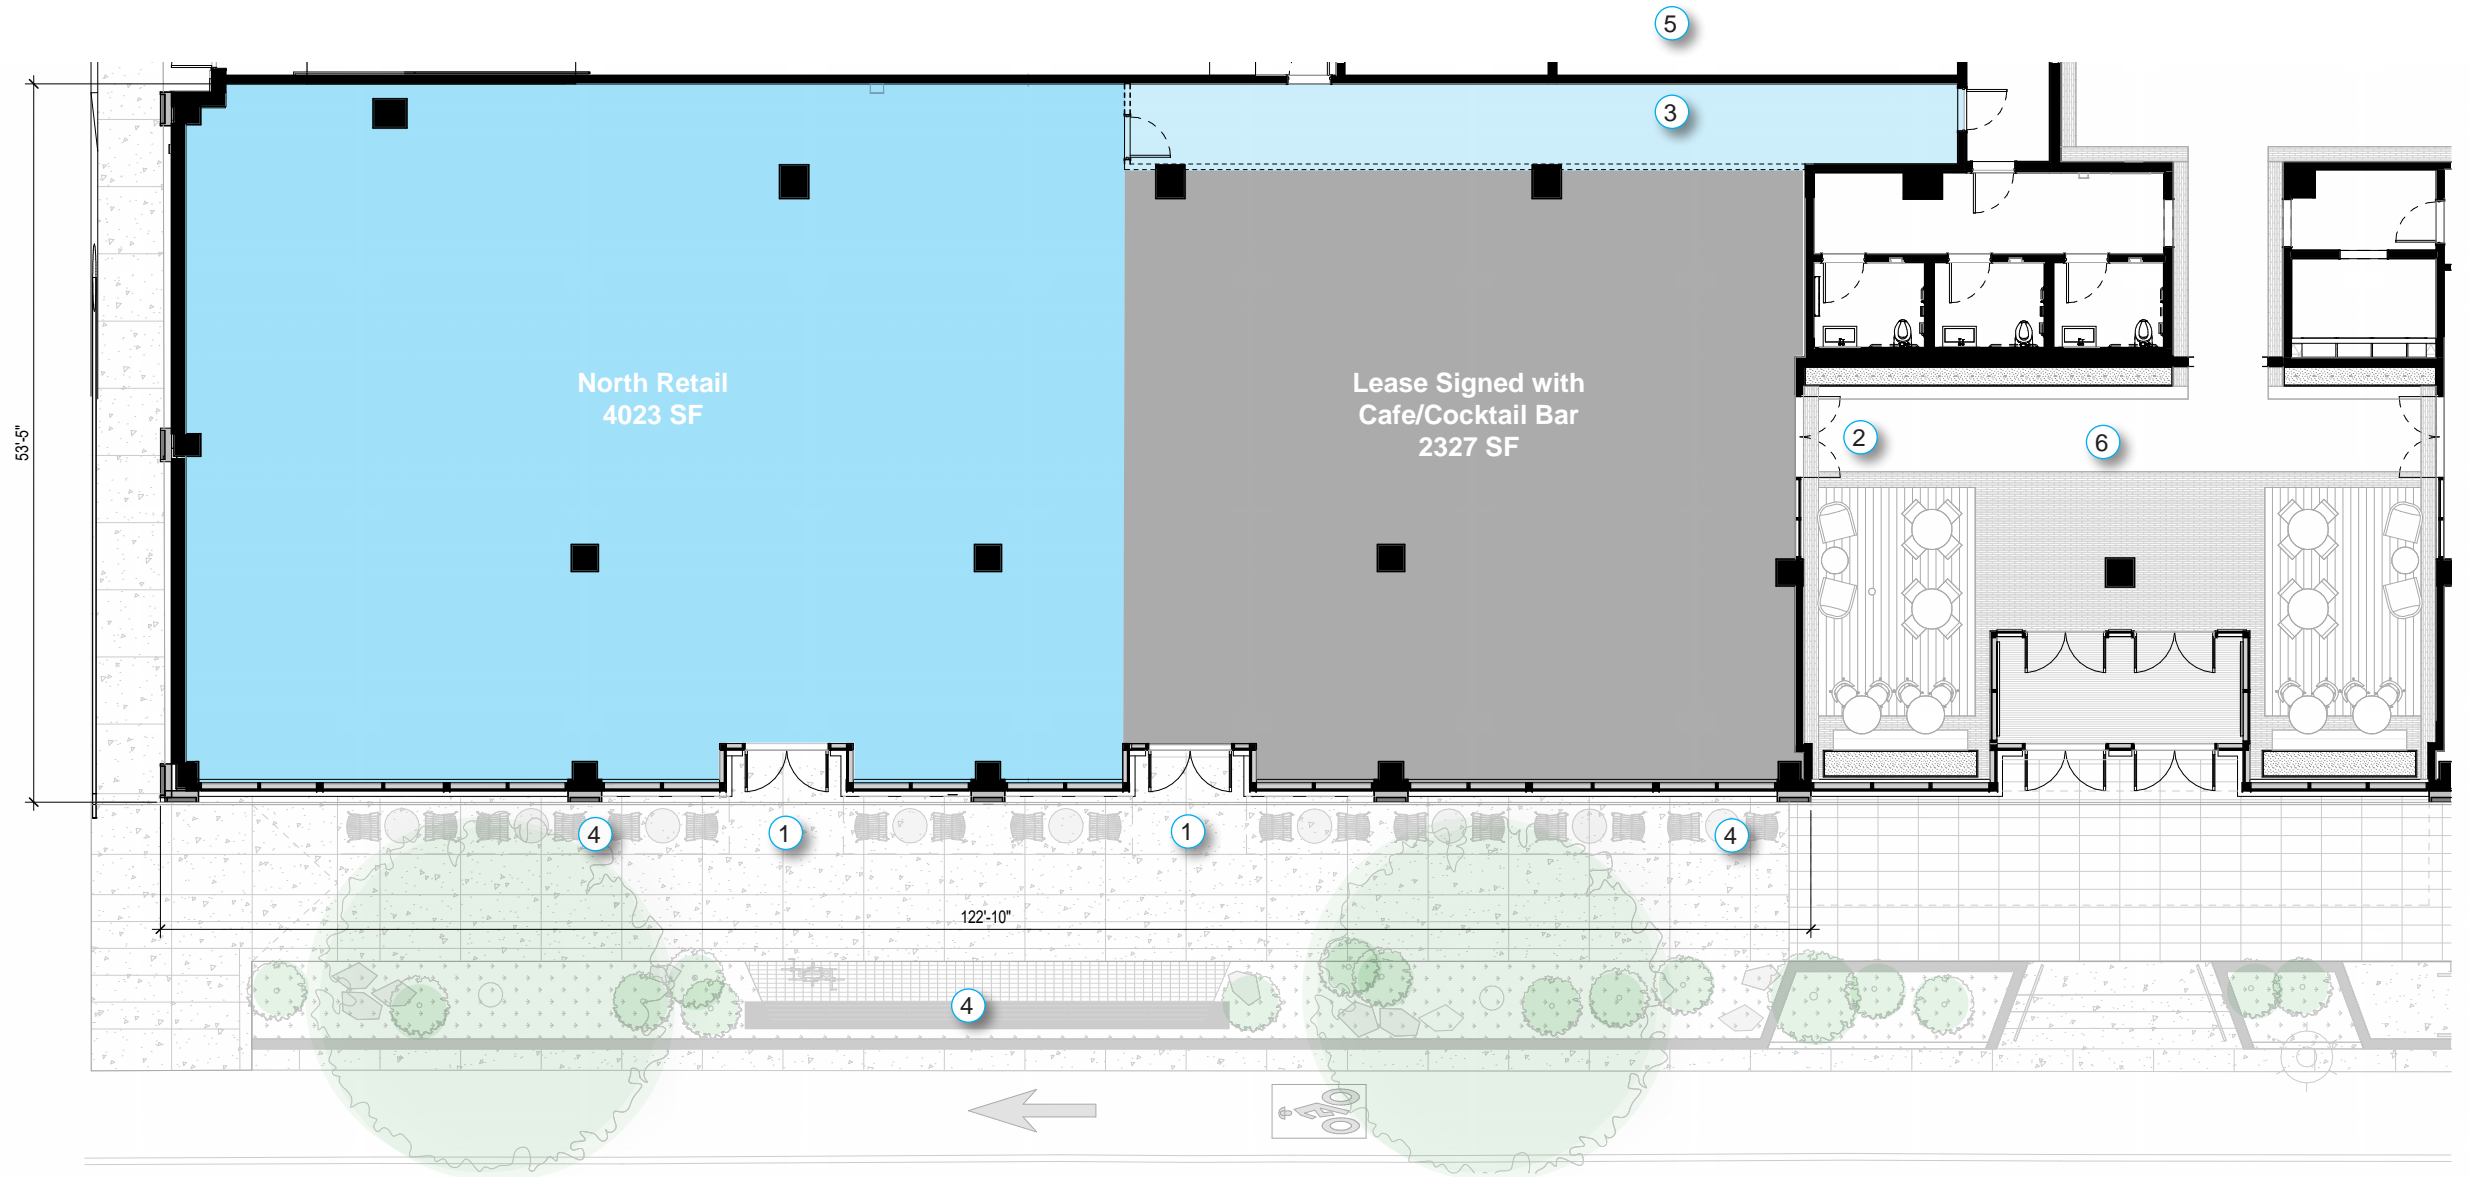 5
3
North Retail
4023 SF
Lease Signed with
Cafe/Cocktail Bar
2327 SF
53'-5"
2
6
4
1
1
4
122'-10"
4